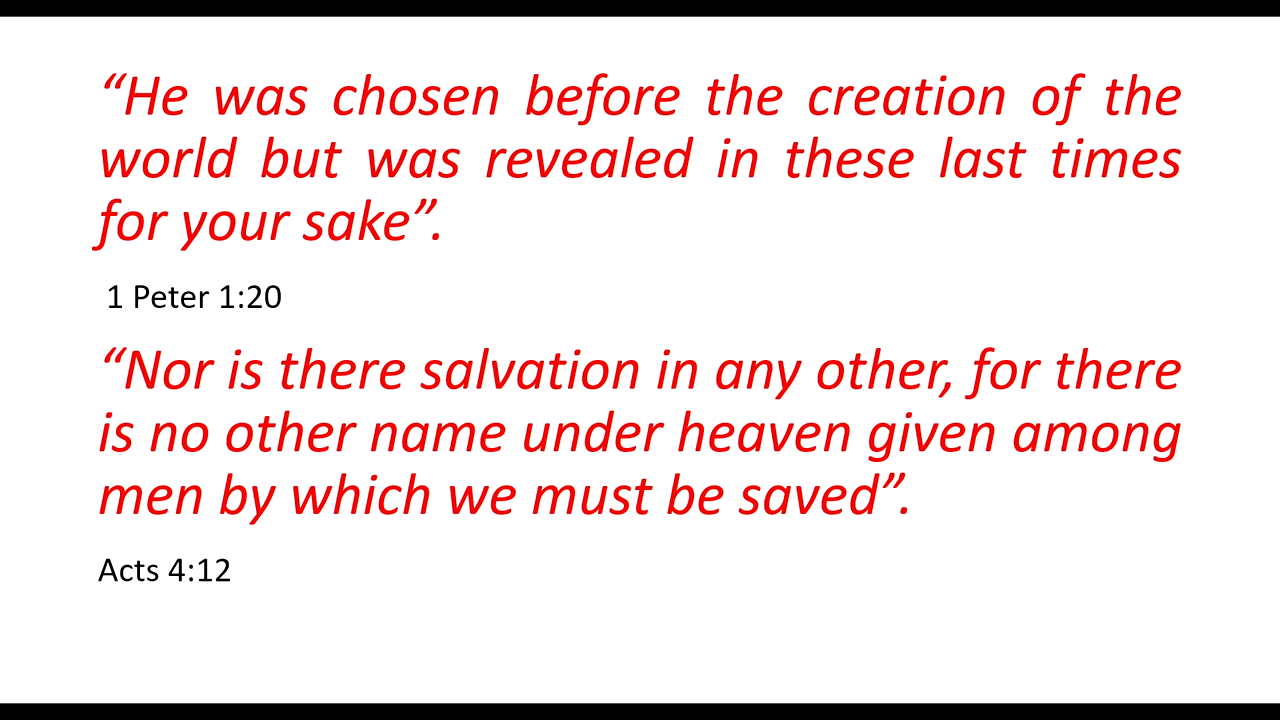 “He was chosen before the creation of the
world but was revealed in these last times
for your sake”.
1 Peter 1:20
“Nor is there salvation in any other, for there
is no other name under heaven given among
men by which we must be saved”.
Acts 4:12